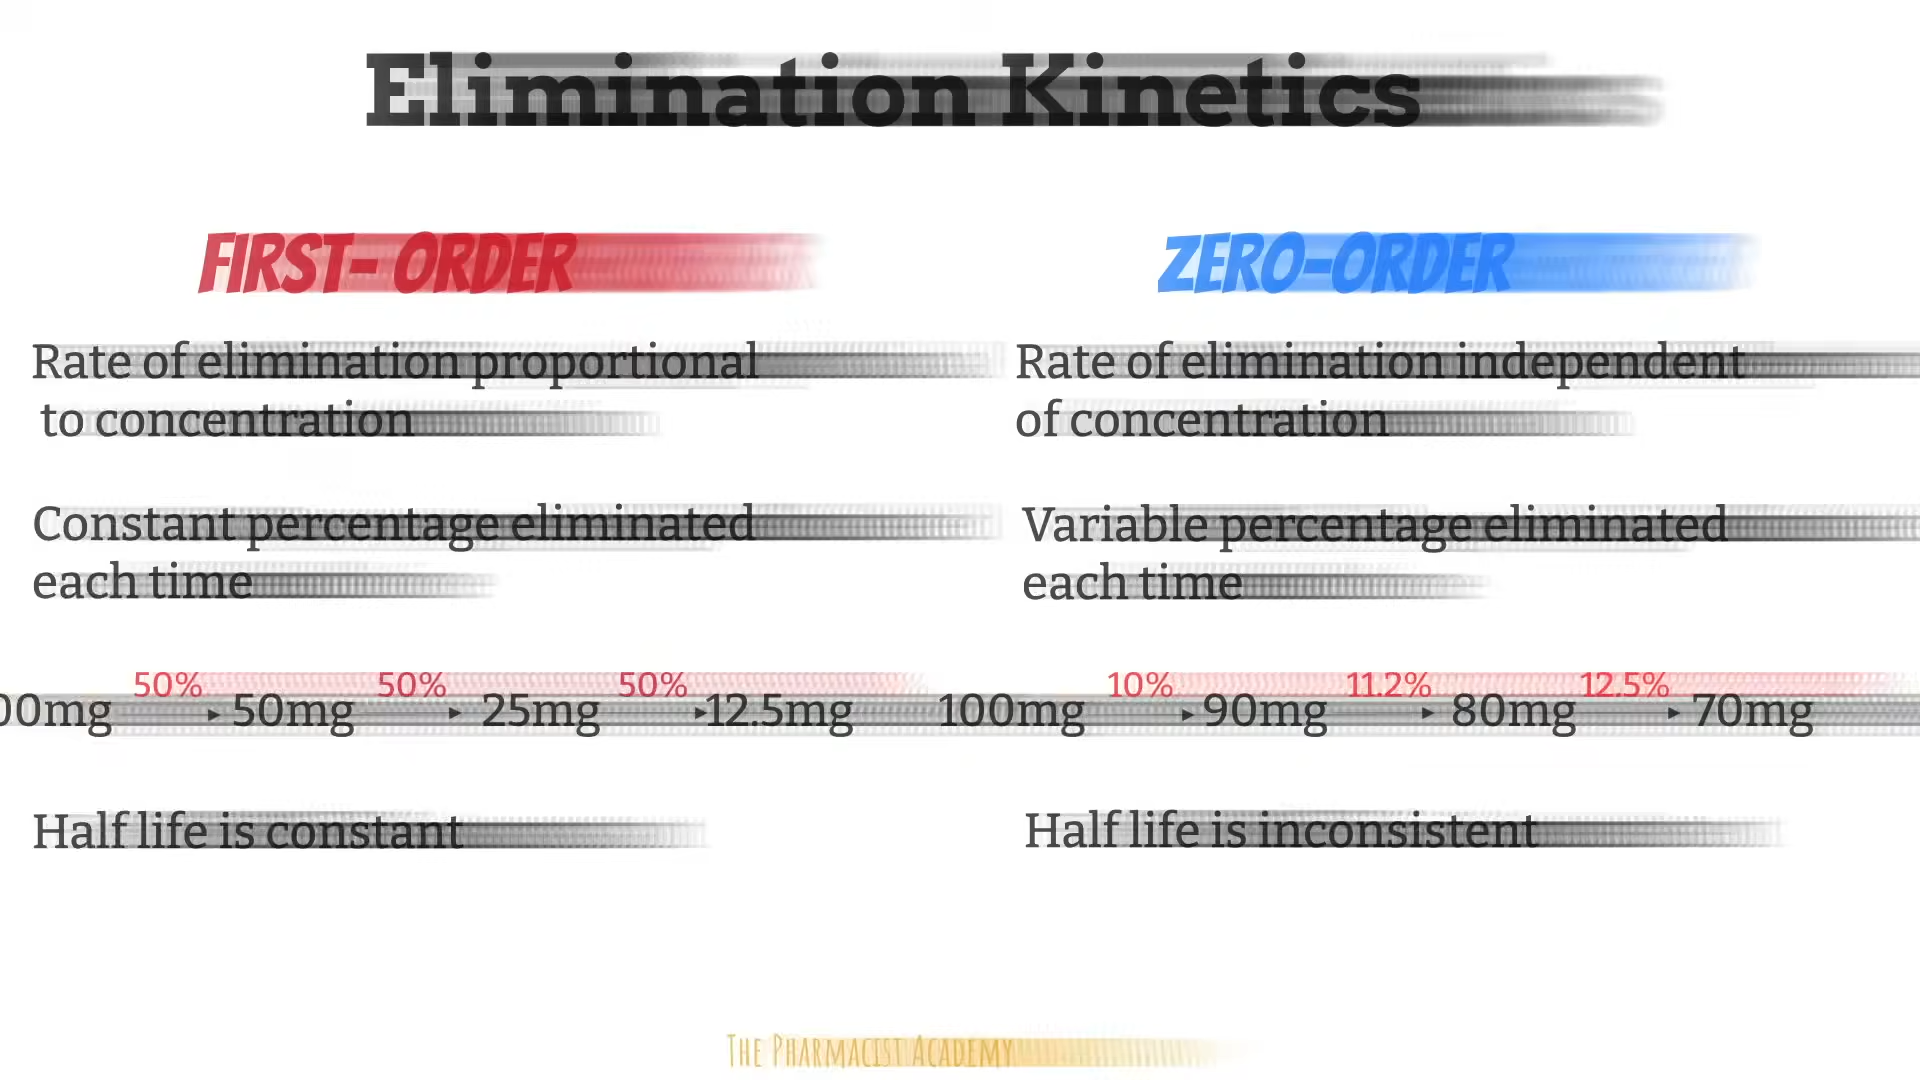 Elimination Kinetics
FIRST- ORDER
Rate of elimination proportional
to concentration
Constant percentage eliminated
each time
50% 50% 50%
00mg 50mg 25mg 12.5mg
Half life is constant
ZERO-ORDER
Rate of elimination independent
of concentration
Variable percentage eliminated
each time
10% 11.2% 12.5%
100mg 90mg 80mg 70mg
Half life is inconsistent
THE PHARMACIST ACADEMY